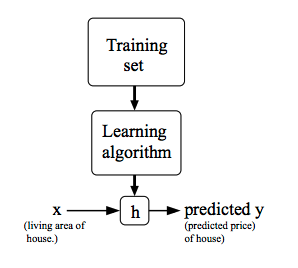 Training
set
Learning
algorithm
x
h
predicted y
(living area of
house.)
(predicted price)
of house)